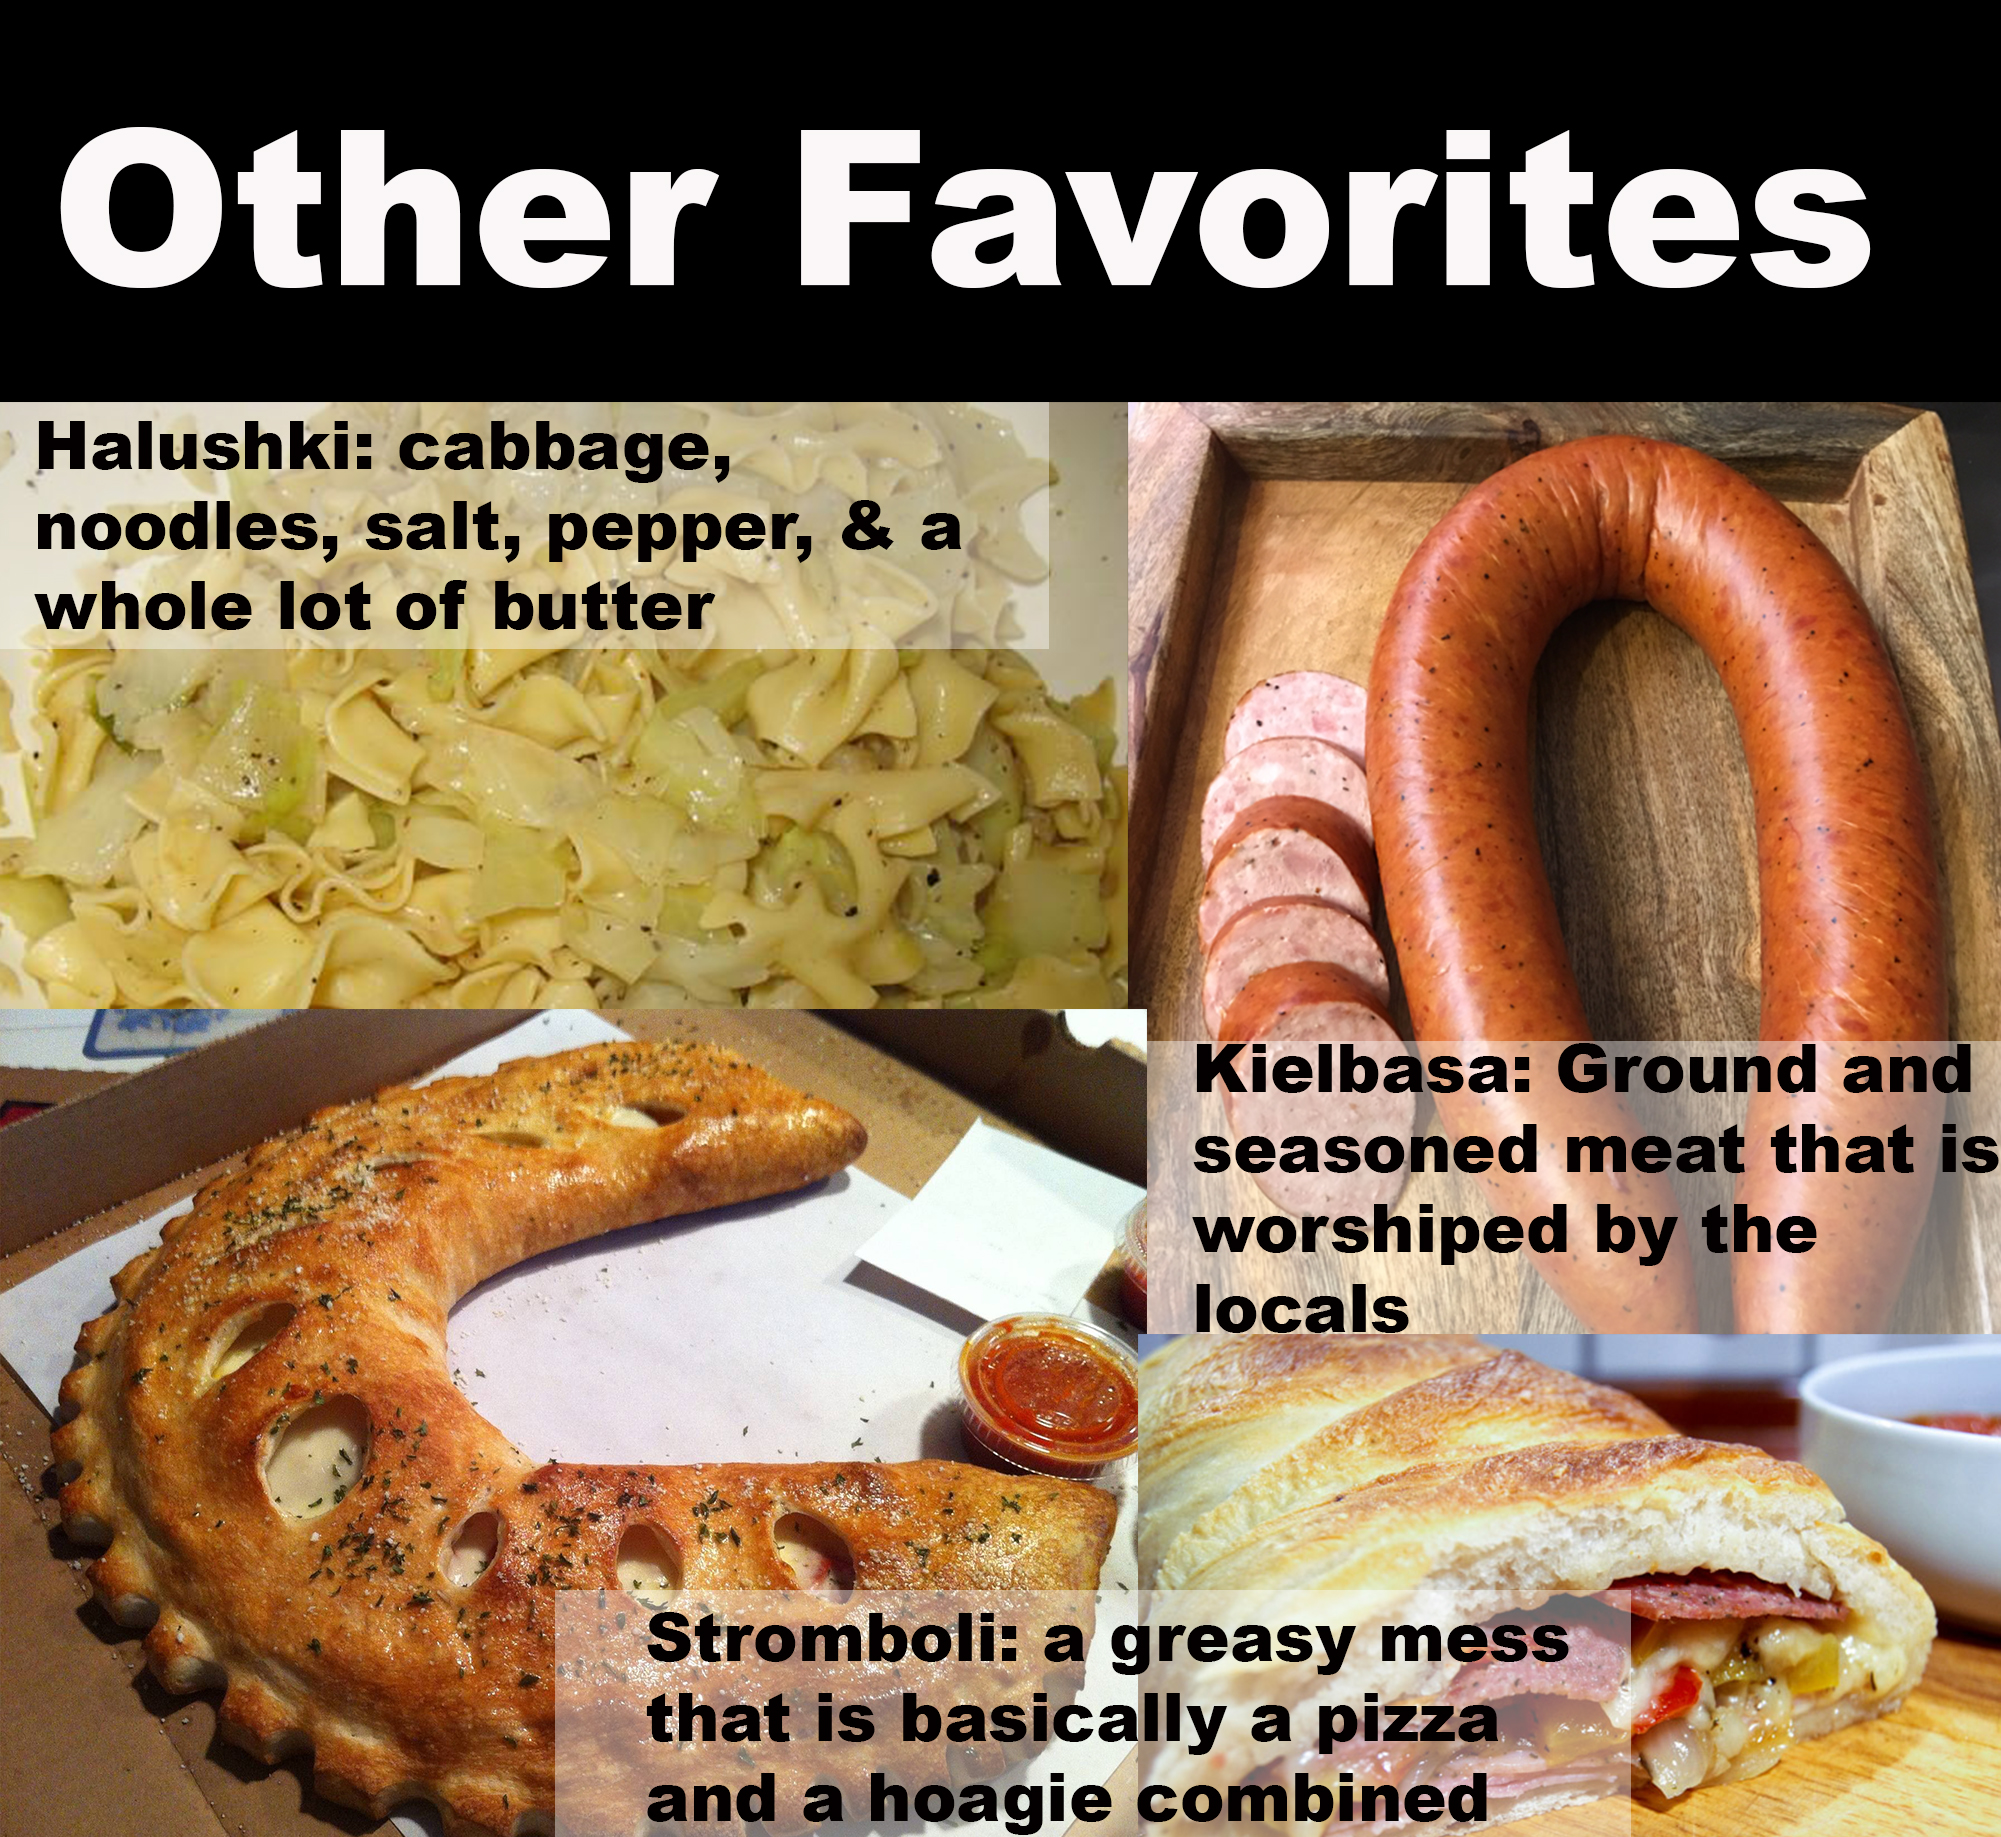 Other Favorites
Halushki: cabbage,
noodles, salt, pepper, & a
whole lot of butter
Kielbasa: Ground and
seasoned meat that is
worshiped by the
locals
Stromboli: a greasy mess
that is basically a pizza
and a hoagie combined